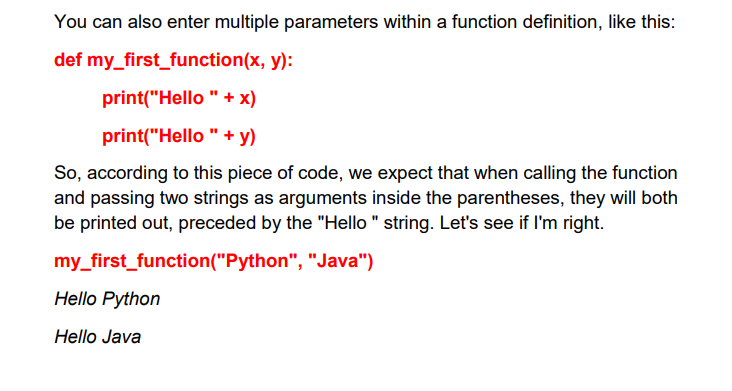 You can also enter multiple parameters within a function definition, like this:
def my_first_function(x, y):
print("Hello " + x)
print("Hello " + y)
So, according to this piece of code, we expect that when calling the function
and passing two strings as arguments inside the parentheses, they will both
be printed out, preceded by the "Hello " string. Let's see if I'm right.
my_first_function("Python", "Java")
Hello Python
Hello Java